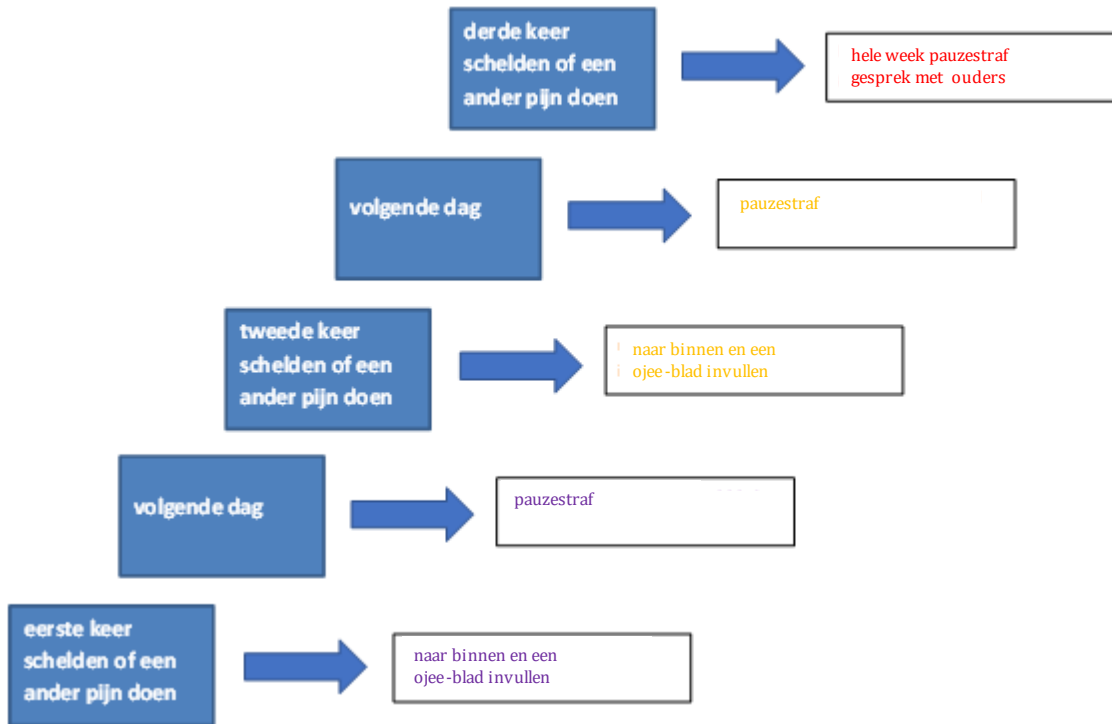 derde keer
schelden of een
ander pijn doen
hele week pauzestraf
gesprek met ouders
volgende dag
pauzestraf
tweede keer
schelden of een
ander pijn doen
naar binnen en een
ojee-blad invullen
volgende dag
pauzestraf
eerste keer
schelden of een
ander pijn doen
naar binnen en een
ojee-blad invullen